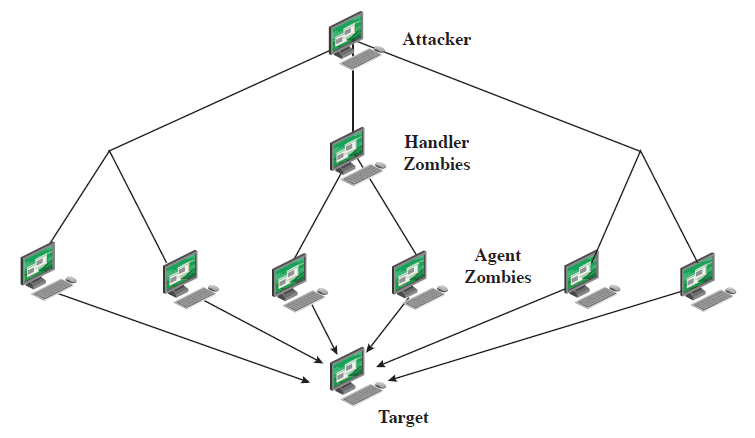 Attacker
Handler
Zombies
Agent
Zombies
Target